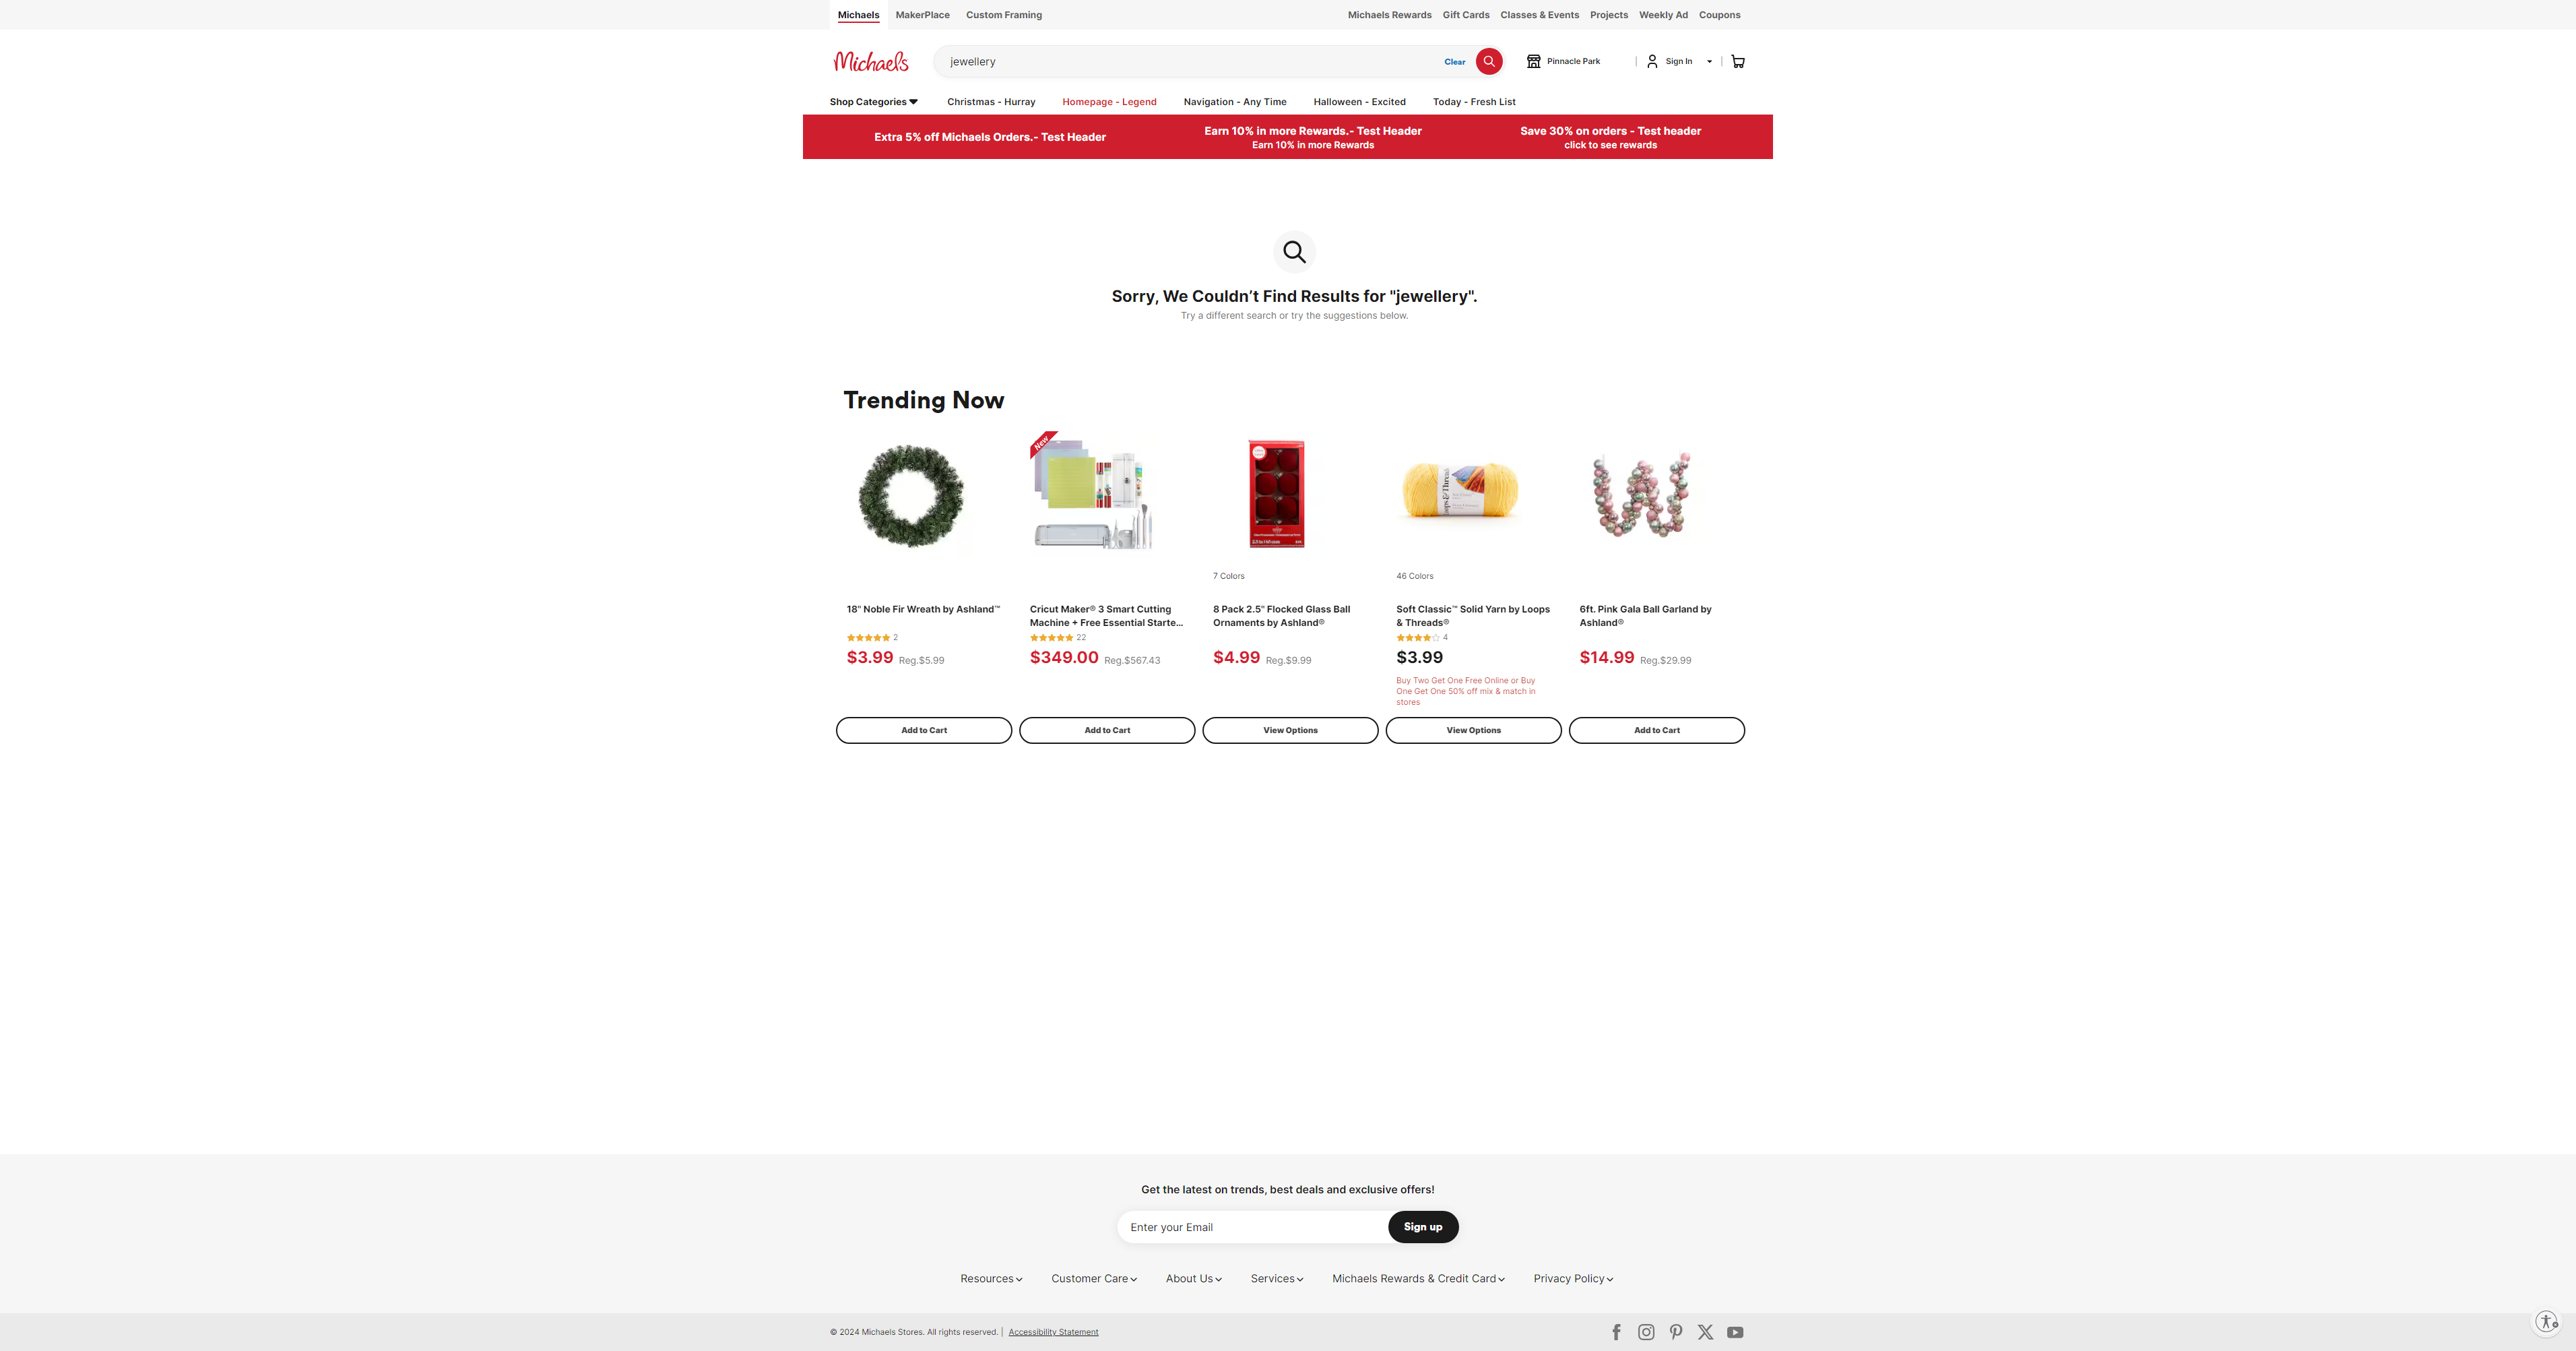 Michaels MakerPlace Custom Framing Michaels Rewards Gift Cards Classes & Events Projects Weekly Ad Coupons
Michaels jewellery Clear Pinnacle Park Sign In
Shop Categories Christmas - Hurray Homepage - Legend Navigation - Any Time Halloween - Excited Today - Fresh List
Extra 5% off Michaels Orders.- Test Header
Earn 10% in more Rewards.- Test Header
Earn 10% in more Rewards
Save 30% on orders - Test header
click to see rewards
Sorry, We Couldn’t Find Results for "jewellery".
Try a different search or try the suggestions below.
Trending Now
New
Loops & Threads
18" Noble Fir Wreath by Ashland™
2
$3.99 Reg.$5.99
Add to Cart
Cricut Maker® 3 Smart Cutting
Machine + Free Essential Starte...
22
$349.00 Reg.$567.43
Add to Cart
7 Colors
8 Pack 2.5" Flocked Glass Ball
Ornaments by Ashland®
$4.99 Reg.$9.99
View Options
46 Colors
Soft Classic™ Solid Yarn by Loops
& Threads®
4
$3.99
Buy Two Get One Free Online or Buy
One Get One 50% off mix & match in
stores
View Options
6ft. Pink Gala Ball Garland by
Ashland®
$14.99 Reg.$29.99
Add to Cart
Get the latest on trends, best deals and exclusive offers!
Enter your Email Sign up
Resources Customer Care About Us Services Michaels Rewards & Credit Card Privacy Policy
© 2024 Michaels Stores. All rights reserved. | Accessibility Statement